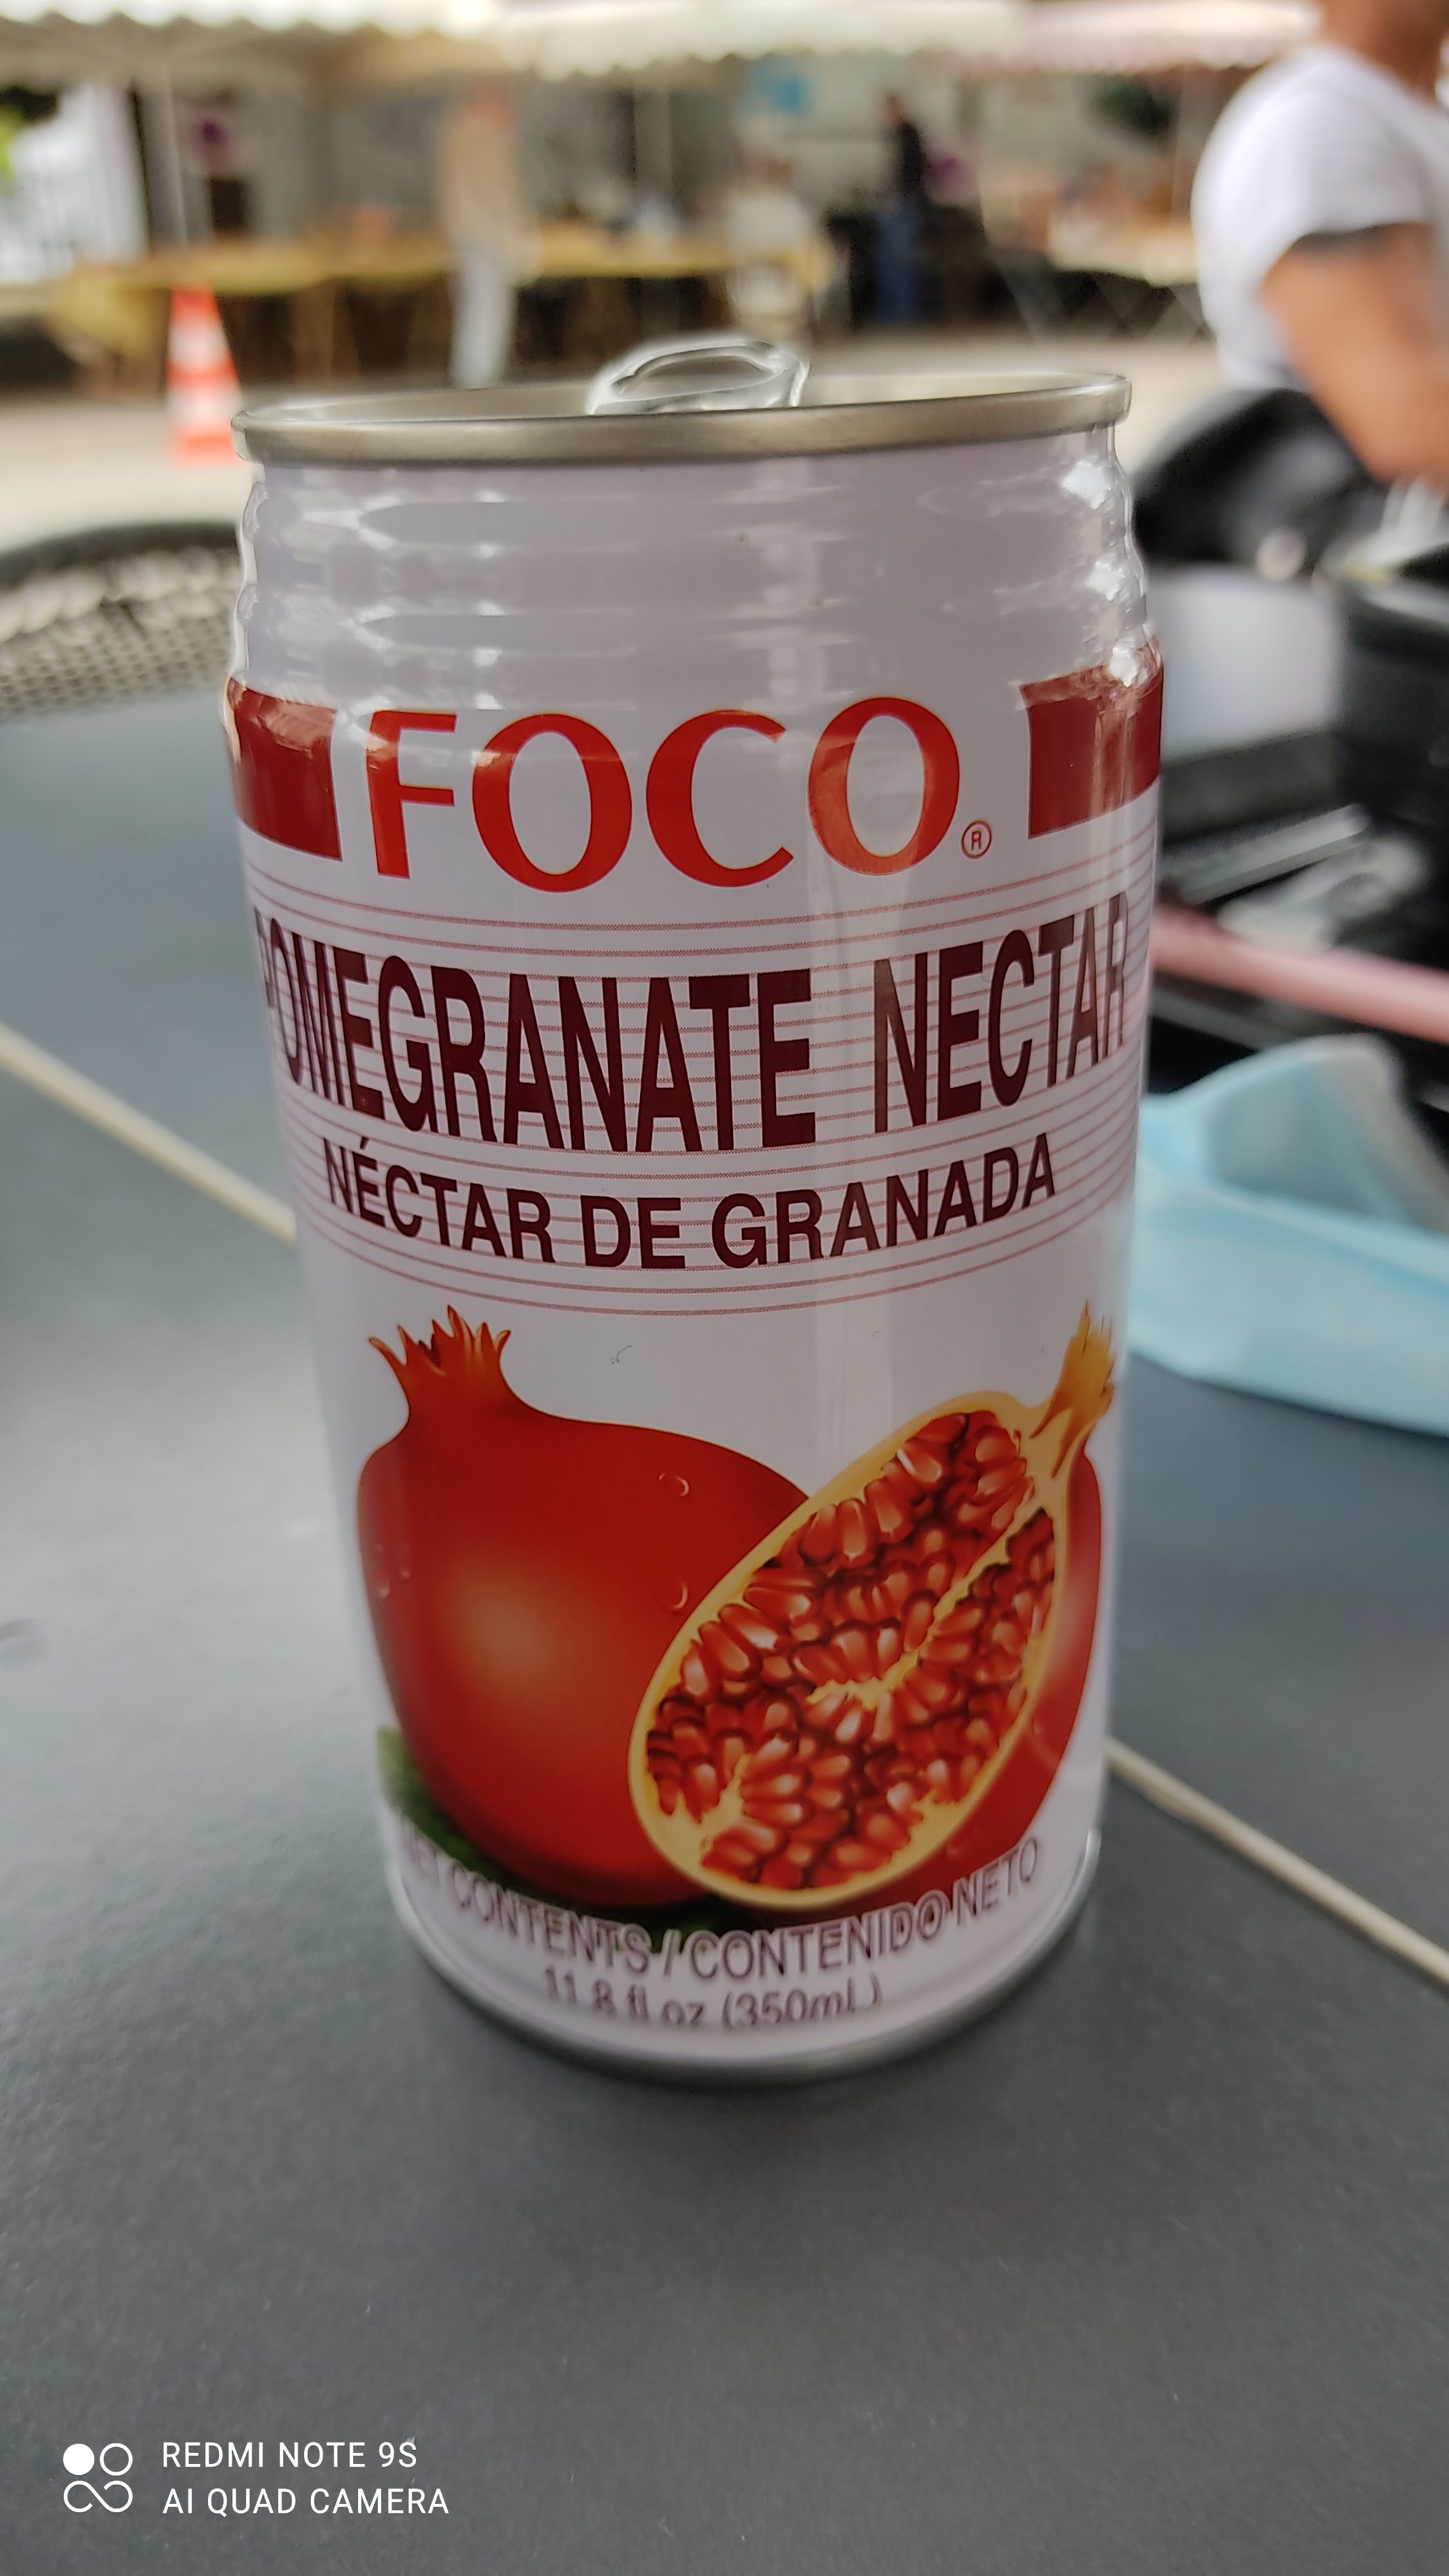 FOCO®
POMEGRANATE NECTAR
NÉCTAR DE GRANADA
NET CONTENTS / CONTENIDO NETO
11.8 fl oz (350mL)
REDMI NOTE 9S
AI QUAD CAMERA